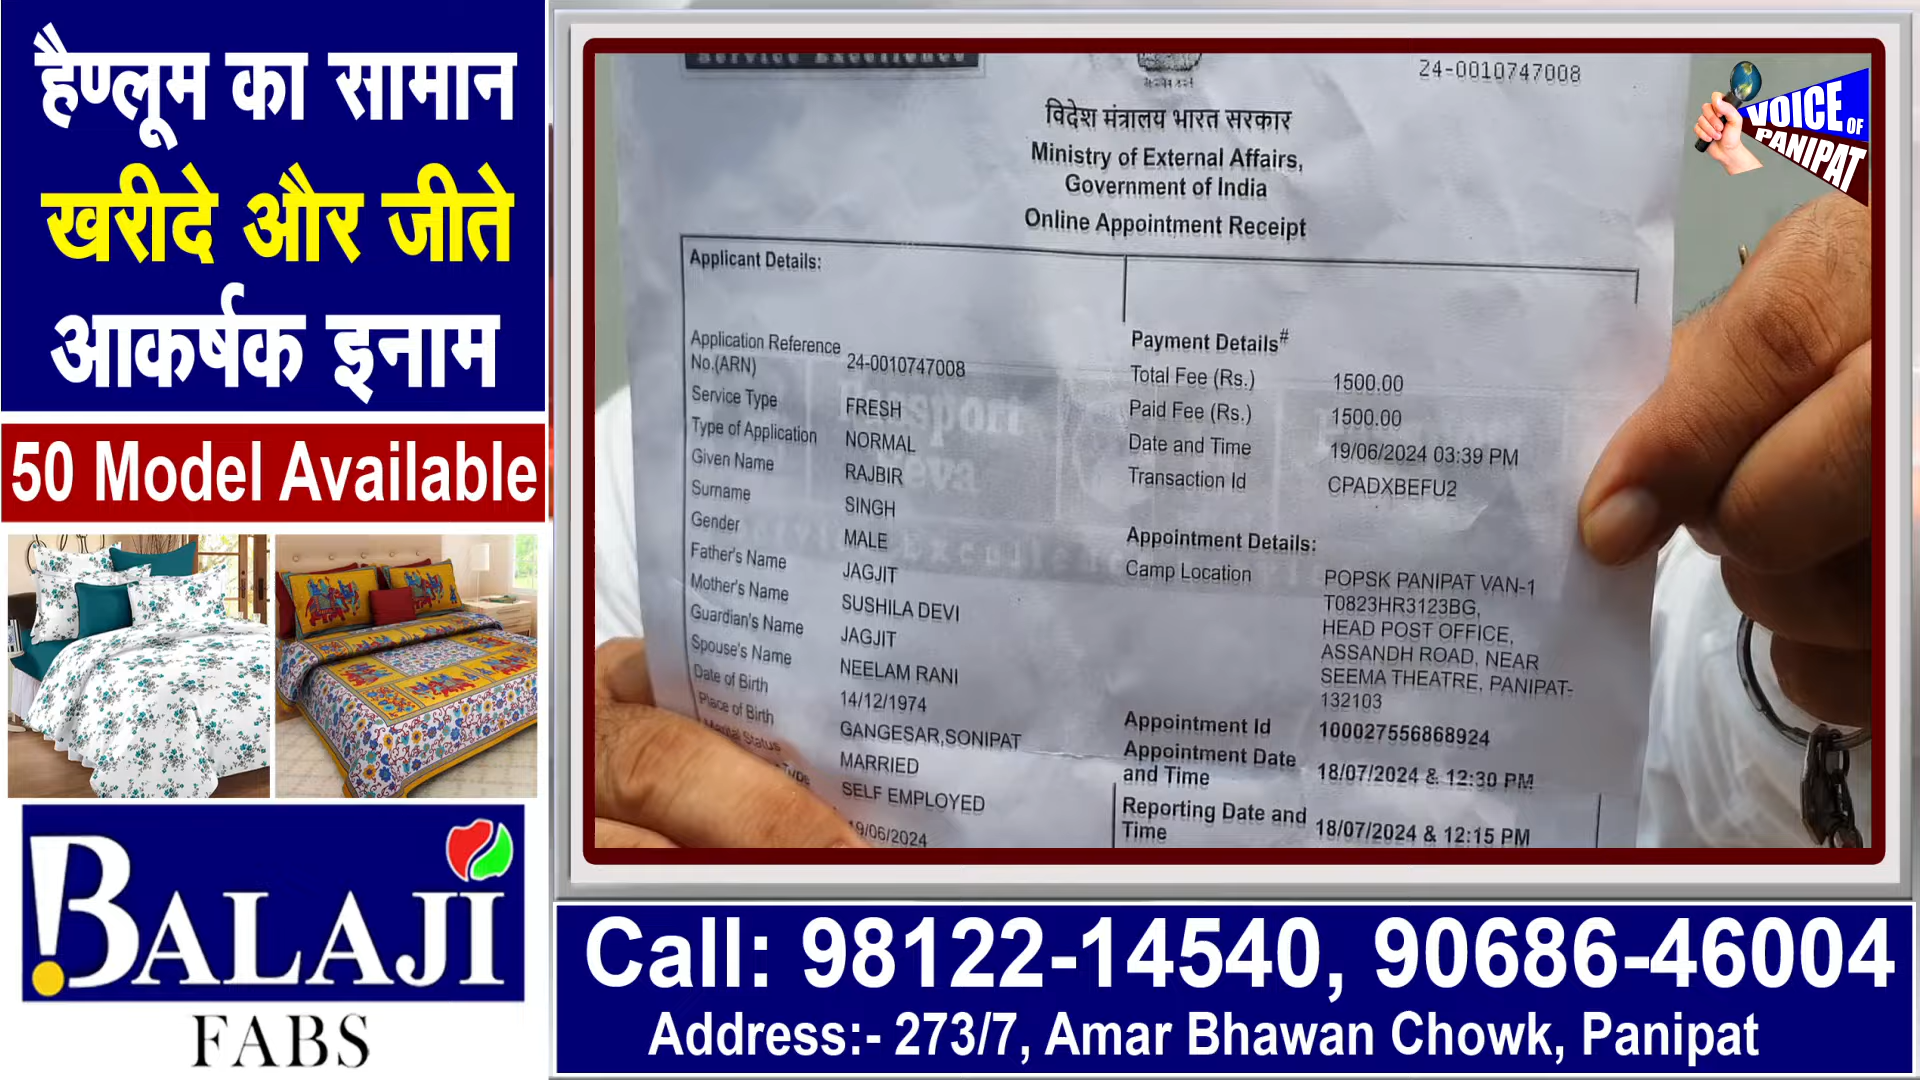 हैण्लूम का सामान
खरीदे और जीते
आकर्षक इनाम
50 Model Available
BALAJI
FABS
Service Excellence
24-0010747008
विदेश मंत्रालय भारत सरकार
Ministry of External Affairs,
Government of India
Online Appointment Receipt
Applicant Details:
Application Reference No.(ARN) 24-0010747008
Service Type FRESH
Type of Application NORMAL
Given Name RAJBIR
Surname SINGH
Gender MALE
Father's Name JAGJIT
Mother's Name SUSHILA DEVI
Guardian's Name JAGJIT
Spouse's Name NEELAM RANI
Date of Birth 14/12/1974
Place of Birth GANGESAR,SONIPAT
Marital Status MARRIED
Type SELF EMPLOYED
19/06/2024
Payment Details#
Total Fee (Rs.) 1500.00
Paid Fee (Rs.) 1500.00
Date and Time 19/06/2024 03:39 PM
Transaction Id CPADXBEFU2
Appointment Details:
Camp Location POPSK PANIPAT VAN-1
T0823HR3123BG,
HEAD POST OFFICE,
ASSANDH ROAD, NEAR
SEEMA THEATRE, PANIPAT-
132103
Appointment Id 100027556868924
Appointment Date
and Time 18/07/2024 & 12:30 PM
Reporting Date and
Time 18/07/2024 & 12:15 PM
VOICE OF
PANIPAT
Call: 98122-14540, 90686-46004
Address:- 273/7, Amar Bhawan Chowk, Panipat